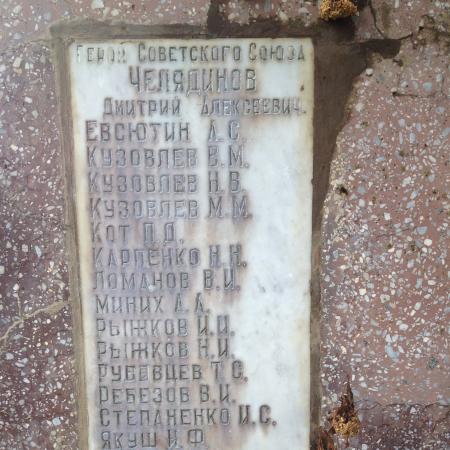 Герой Советского Союза
Челядинов
Дмитрий Алексеевич.
Евсютин А.С.
Кузовлев В.М.
Кузовлев Н.В.
Кузовлев М.М.
Кот П.Д.
Карпенко Н.Н.
Ломанов В.И.
Миних А.А.
Рыжков И.И.
Рыжков Н.И.
Рубовцев Т.С.
Ребезов В.И.
Степаненко И.С.
Якуш И.Ф.